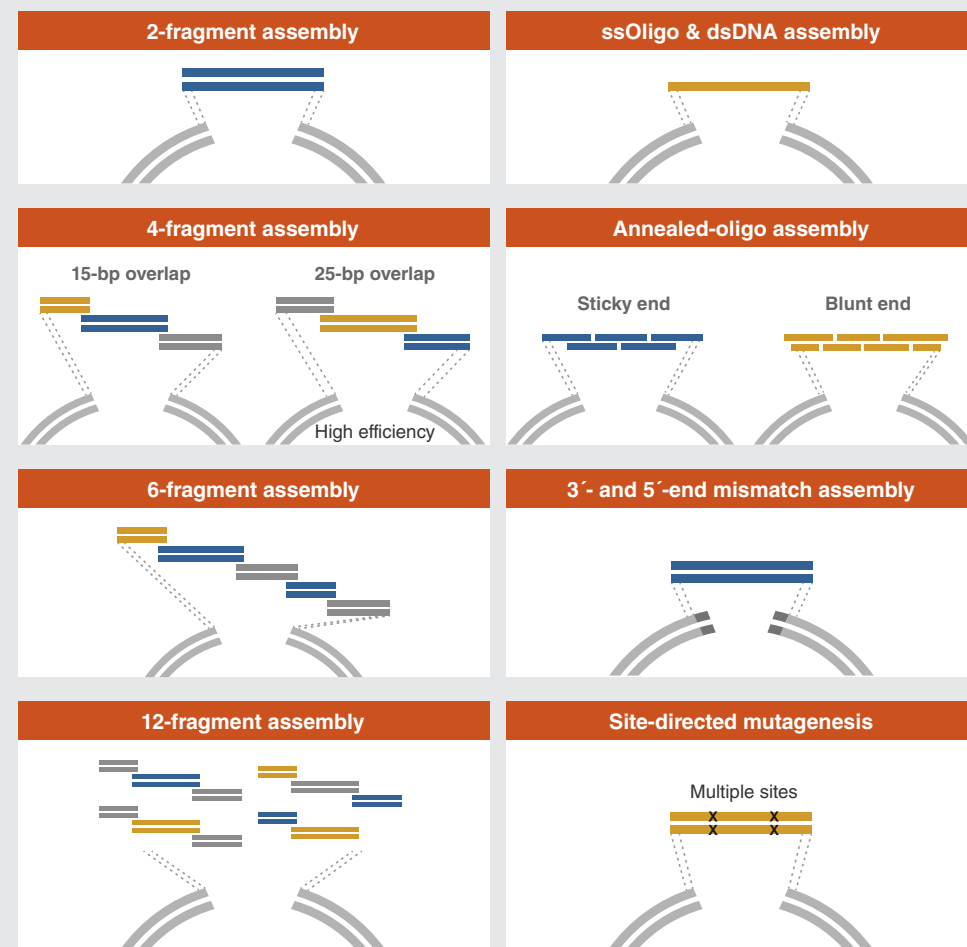 2-fragment assembly
ssOligo & dsDNA assembly
4-fragment assembly
15-bp overlap
25-bp overlap
High efficiency
Annealed-oligo assembly
Sticky end
Blunt end
6-fragment assembly
3´- and 5´-end mismatch assembly
12-fragment assembly
Site-directed mutagenesis
Multiple sites
X X
X X